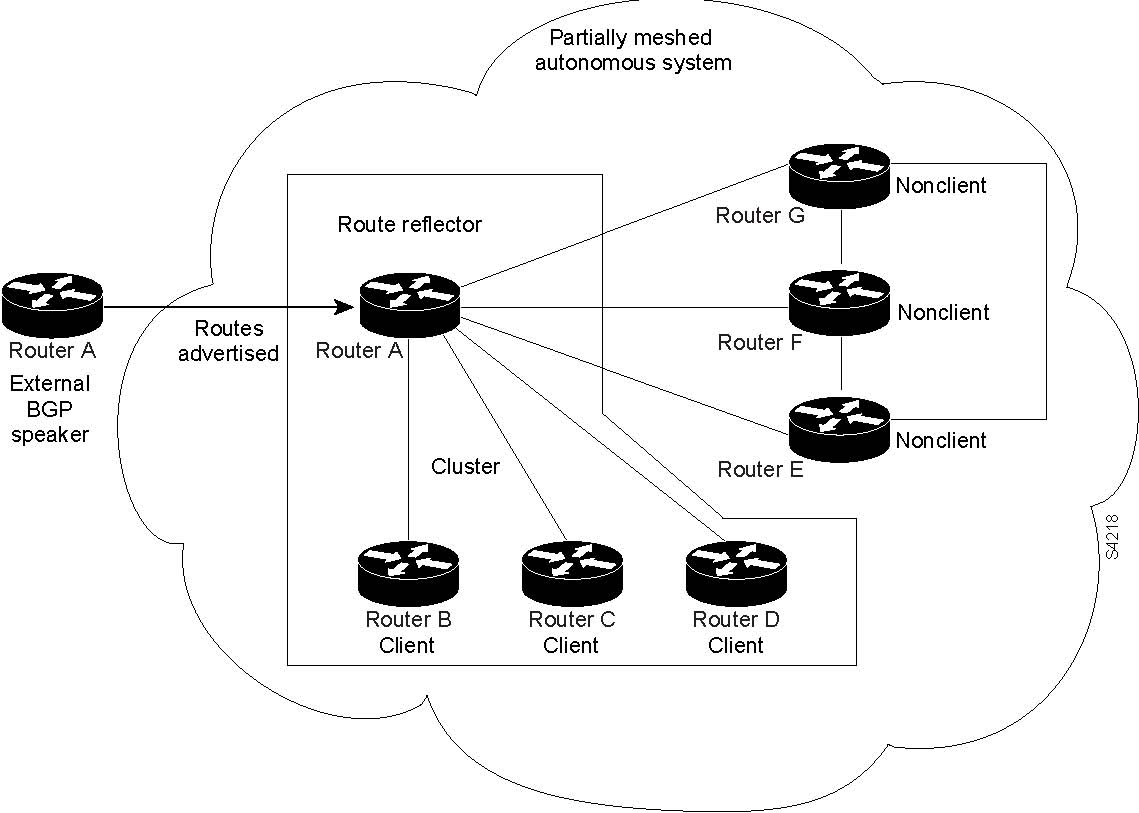 Partially meshed
autonomous system
Route reflector
Nonclient
Router G
Nonclient
Router F
Nonclient
Router E
Router A
External
BGP
speaker
Routes
advertised
Router A
Cluster
Router B
Client
Router C
Client
Router D
Client
S4218